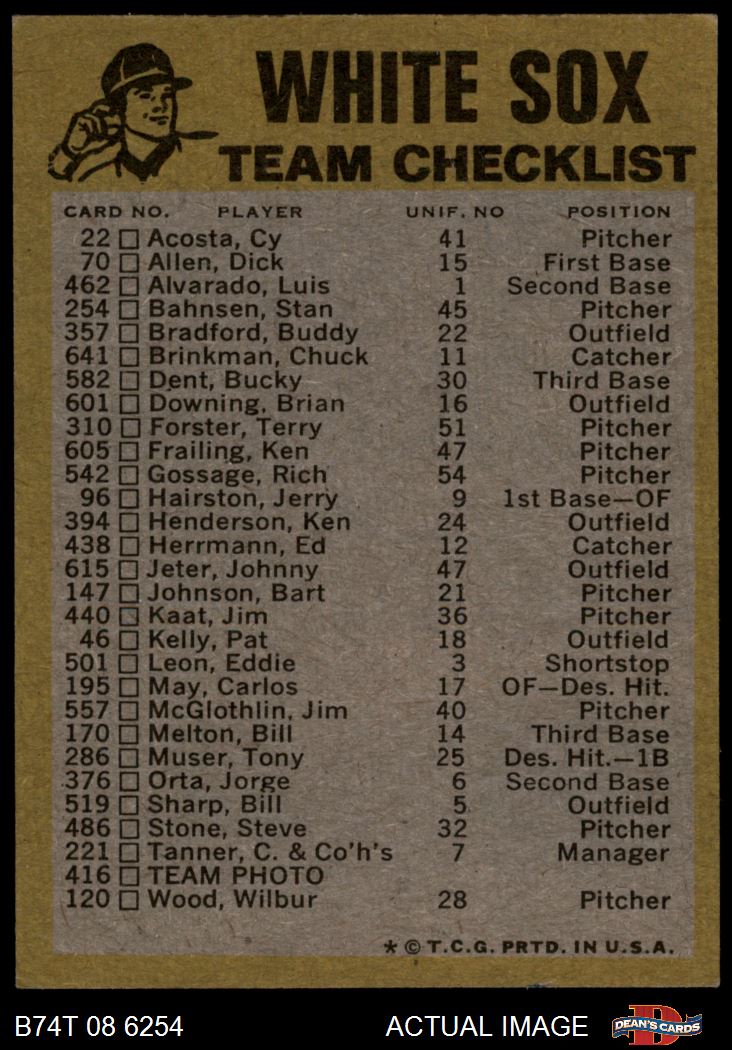 WHITE SOX
TEAM CHECKLIST
CARD NO. PLAYER UNIF. NO POSITION
22 Acosta, Cy 41 Pitcher
70 Allen, Dick 15 First Base
462 Alvarado, Luis 1 Second Base
254 Bahnsen, Stan 45 Pitcher
357 Bradford, Buddy 22 Outfield
641 Brinkman, Chuck 11 Catcher
582 Dent, Bucky 30 Third Base
601 Downing, Brian 16 Outfield
310 Forster, Terry 51 Pitcher
605 Frailing, Ken 47 Pitcher
542 Gossage, Rich 54 Pitcher
96 Hairston, Jerry 9 1st Base—OF
394 Henderson, Ken 24 Outfield
438 Herrmann, Ed 12 Catcher
615 Jeter, Johnny 47 Outfield
147 Johnson, Bart 21 Pitcher
440 Kaat, Jim 36 Pitcher
46 Kelly, Pat 18 Outfield
501 Leon, Eddie 3 Shortstop
195 May, Carlos 17 OF—Des. Hit.
557 McGlothlin, Jim 40 Pitcher
170 Melton, Bill 14 Third Base
286 Muser, Tony 25 Des. Hit.—1B
376 Orta, Jorge 6 Second Base
519 Sharp, Bill 5 Outfield
486 Stone, Steve 32 Pitcher
221 Tanner, C. & Co'h's 7 Manager
416 TEAM PHOTO
120 Wood, Wilbur 28 Pitcher
* © T.C.G. PRTD. IN U.S.A.
B74T 08 6254 ACTUAL IMAGE DEAN'S CARDS